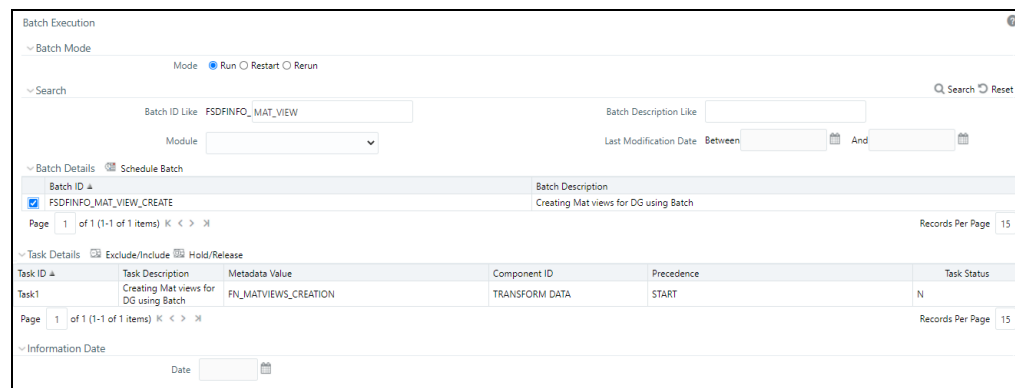 Batch Execution ?
Batch Mode
Mode Run Restart Rerun
Search Search Reset
Batch ID Like FSDFINFO_ MAT_VIEW Batch Description Like
Module Last Modification Date Between And
Batch Details Schedule Batch
Batch ID Batch Description
FSDFINFO_MAT_VIEW_CREATE Creating Mat views for DG using Batch
Page 1 of 1 (1-1 of 1 items) Records Per Page 15
Task Details Exclude/Include Hold/Release
Task ID Task Description Metadata Value Component ID Precedence Task Status
Task1 Creating Mat views for DG using Batch FN_MATVIEWS_CREATION TRANSFORM DATA START N
Page 1 of 1 (1-1 of 1 items) Records Per Page 15
Information Date
Date